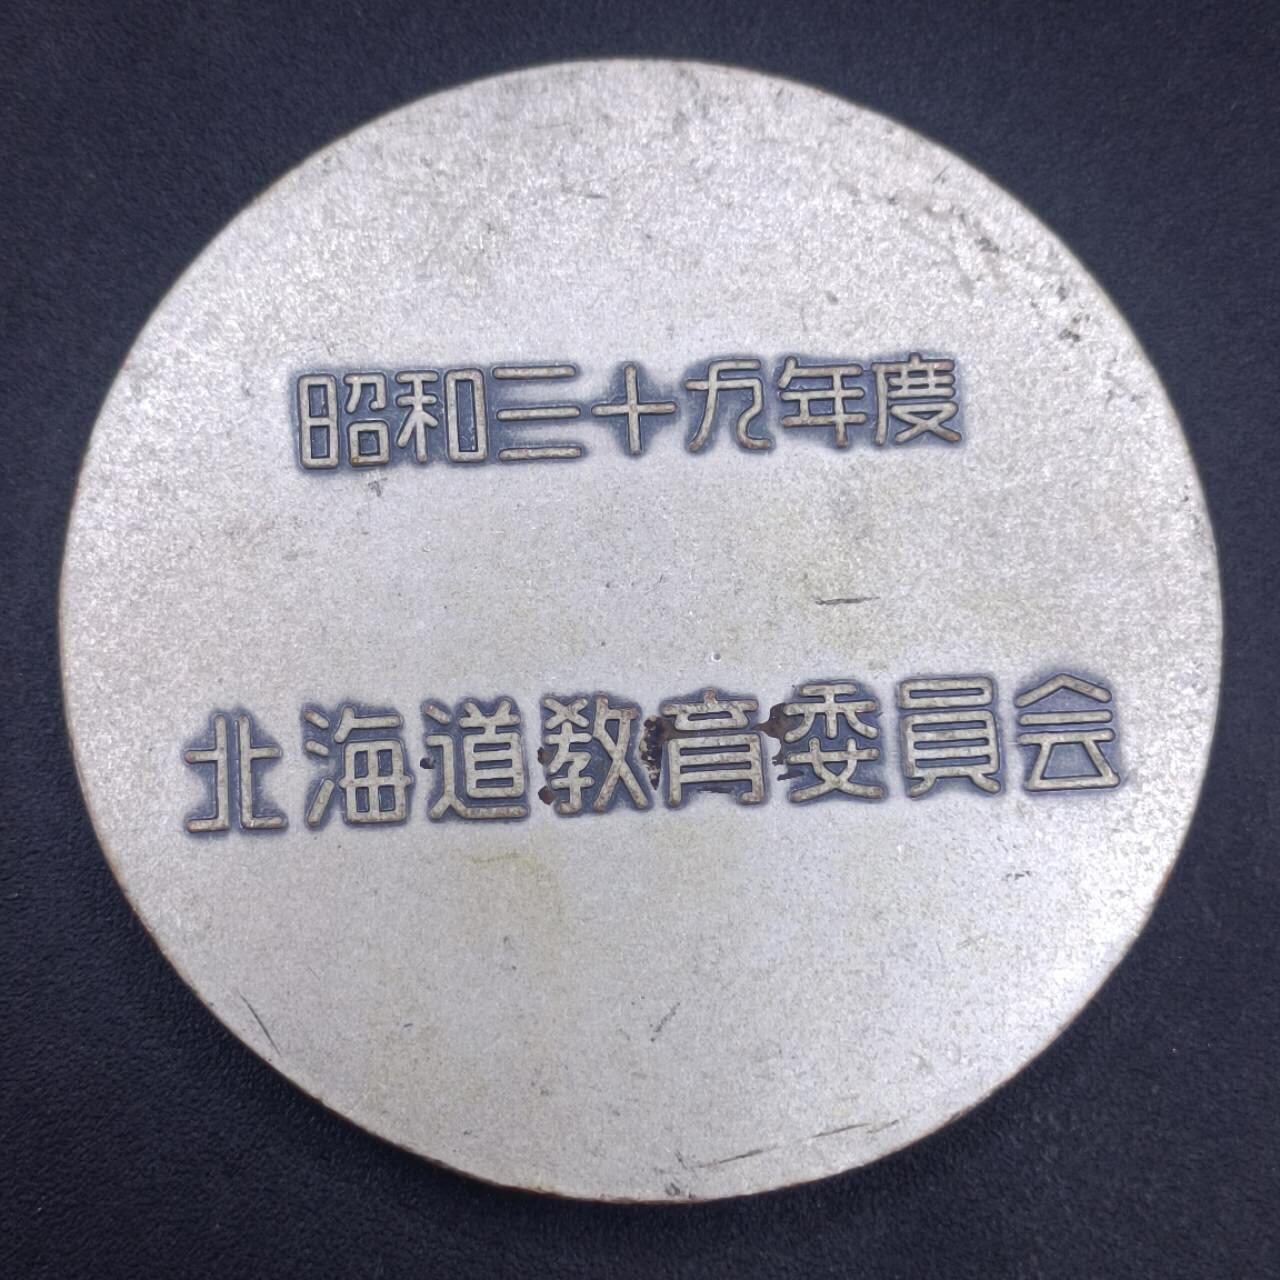 昭和三十九年度
北海道教育委員会